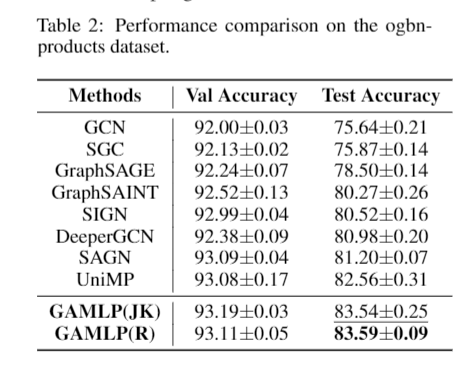 Table 2: Performance comparison on the ogbn-
products dataset.
Methods Val Accuracy Test Accuracy
GCN 92.00±0.03 75.64±0.21
SGC 92.13±0.02 75.87±0.14
GraphSAGE 92.24±0.07 78.50±0.14
GraphSAINT 92.52±0.13 80.27±0.26
SIGN 92.99±0.04 80.52±0.16
DeeperGCN 92.38±0.09 80.98±0.20
SAGN 93.09±0.04 81.20±0.07
UniMP 93.08±0.17 82.56±0.31
GAMLP(JK) 93.19±0.03 83.54±0.25
GAMLP(R) 93.11±0.05 83.59±0.09